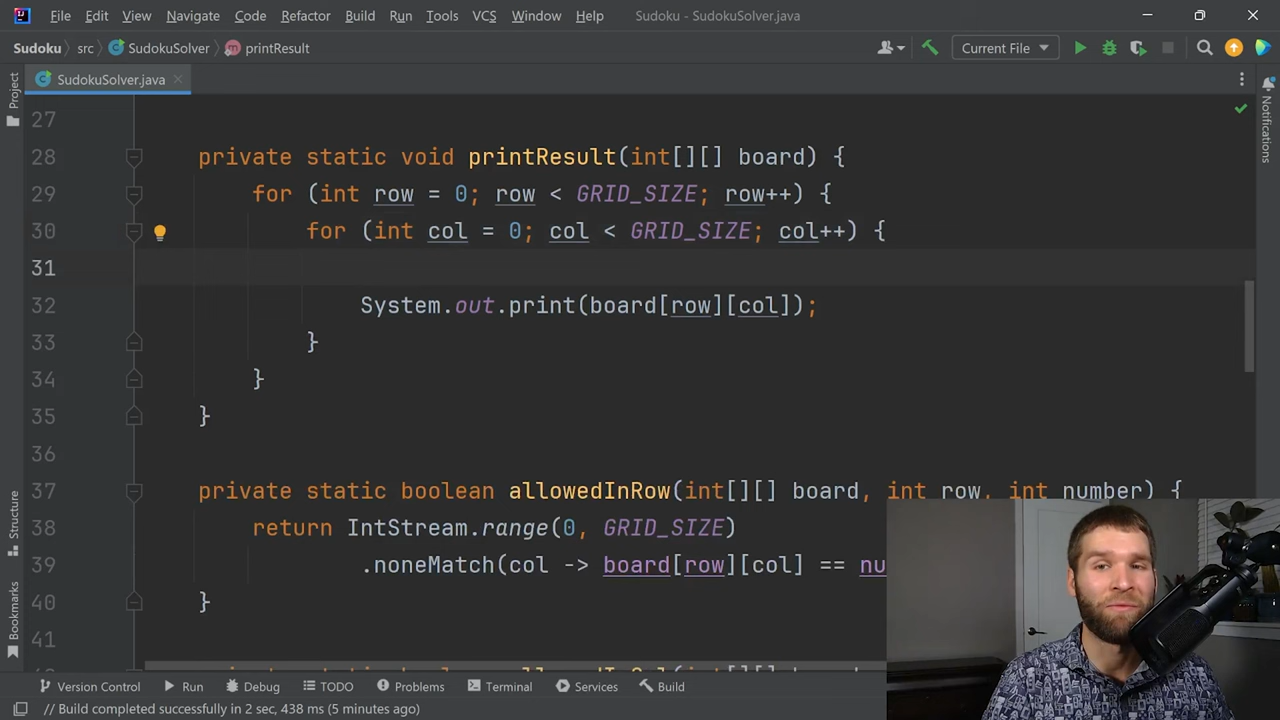 File Edit View Navigate Code Refactor Build Run Tools VCS Window Help Sudoku - SudokuSolver.java
Sudoku src SudokuSolver printResult Current File
SudokuSolver.java
Project
Notifications
27
28 private static void printResult(int[][] board) {
29 for (int row = 0; row < GRID_SIZE; row++) {
30 for (int col = 0; col < GRID_SIZE; col++) {
31
32 System.out.print(board[row][col]);
33 }
34 }
35 }
36
37 private static boolean allowedInRow(int[][] board, int row, int number) {
38 return IntStream.range(0, GRID_SIZE)
39 .noneMatch(col -> board[row][col] == nu
40 }
41
Structure
Bookmarks
Version Control Run Debug TODO Problems Terminal Services Build
// Build completed successfully in 2 sec, 438 ms (5 minutes ago)